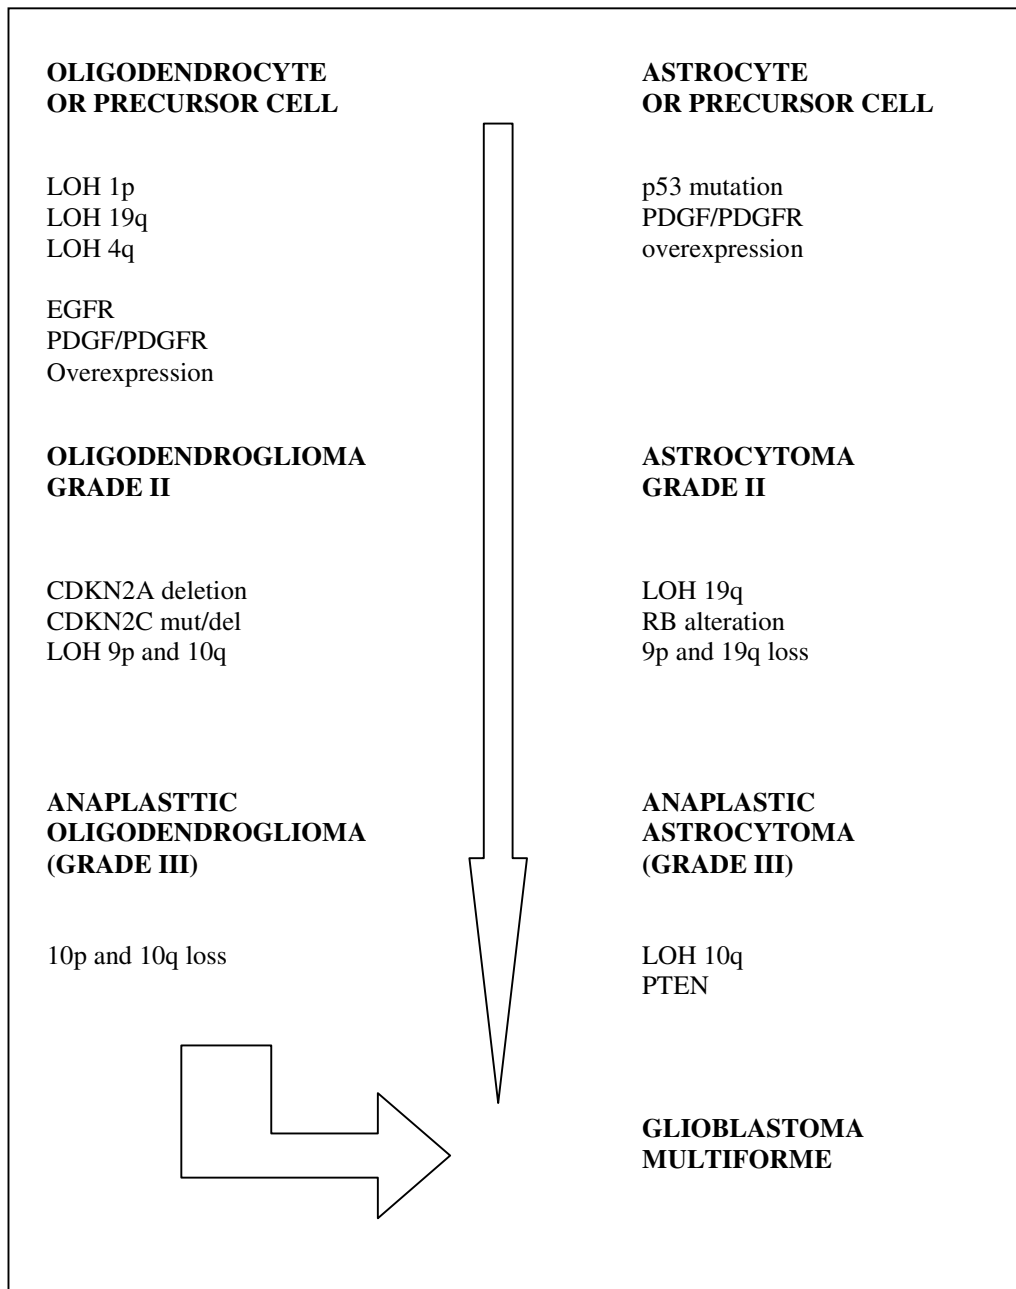 OLIGODENDROCYTE
OR PRECURSOR CELL
LOH 1p
LOH 19q
LOH 4q
EGFR
PDGF/PDGFR
Overexpression
OLIGODENDROGLIOMA
GRADE II
CDKN2A deletion
CDKN2C mut/del
LOH 9p and 10q
ANAPLASTTIC
OLIGODENDROGLIOMA
(GRADE III)
10p and 10q loss
ASTROCYTE
OR PRECURSOR CELL
p53 mutation
PDGF/PDGFR
overexpression
ASTROCYTOMA
GRADE II
LOH 19q
RB alteration
9p and 19q loss
ANAPLASTIC
ASTROCYTOMA
(GRADE III)
LOH 10q
PTEN
GLIOBLASTOMA
MULTIFORME